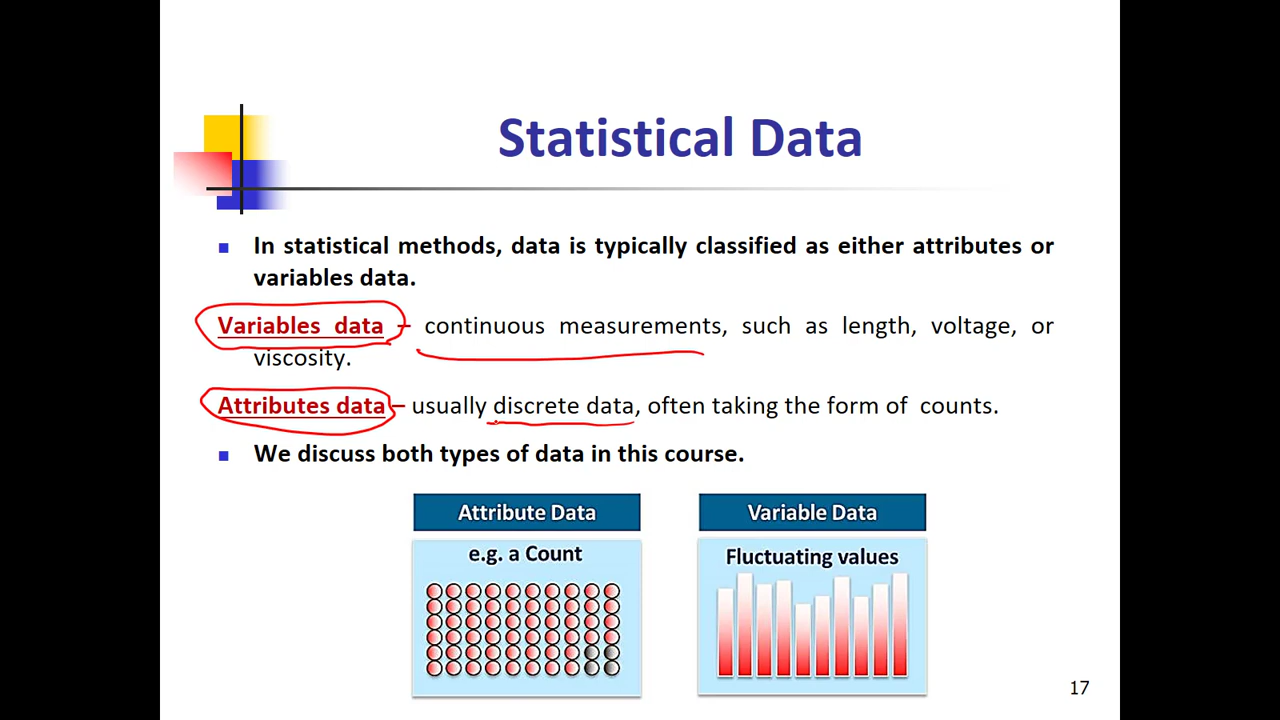 Statistical Data
In statistical methods, data is typically classified as either attributes or
variables data.
Variables data – continuous measurements, such as length, voltage, or
viscosity.
Attributes data – usually discrete data, often taking the form of counts.
We discuss both types of data in this course.
Attribute Data
e.g. a Count
Variable Data
Fluctuating values
17